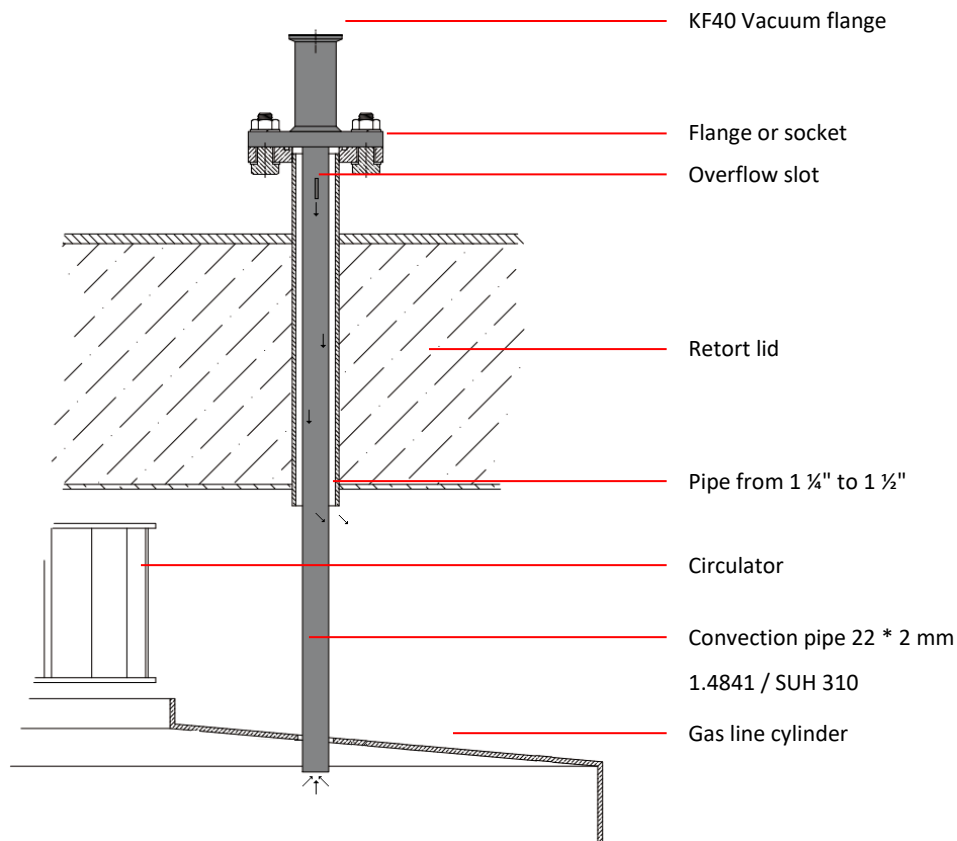 KF40 Vacuum flange
Flange or socket
Overflow slot
Retort lid
Pipe from 1 ¼" to 1 ½"
Circulator
Convection pipe 22 * 2 mm
1.4841 / SUH 310
Gas line cylinder